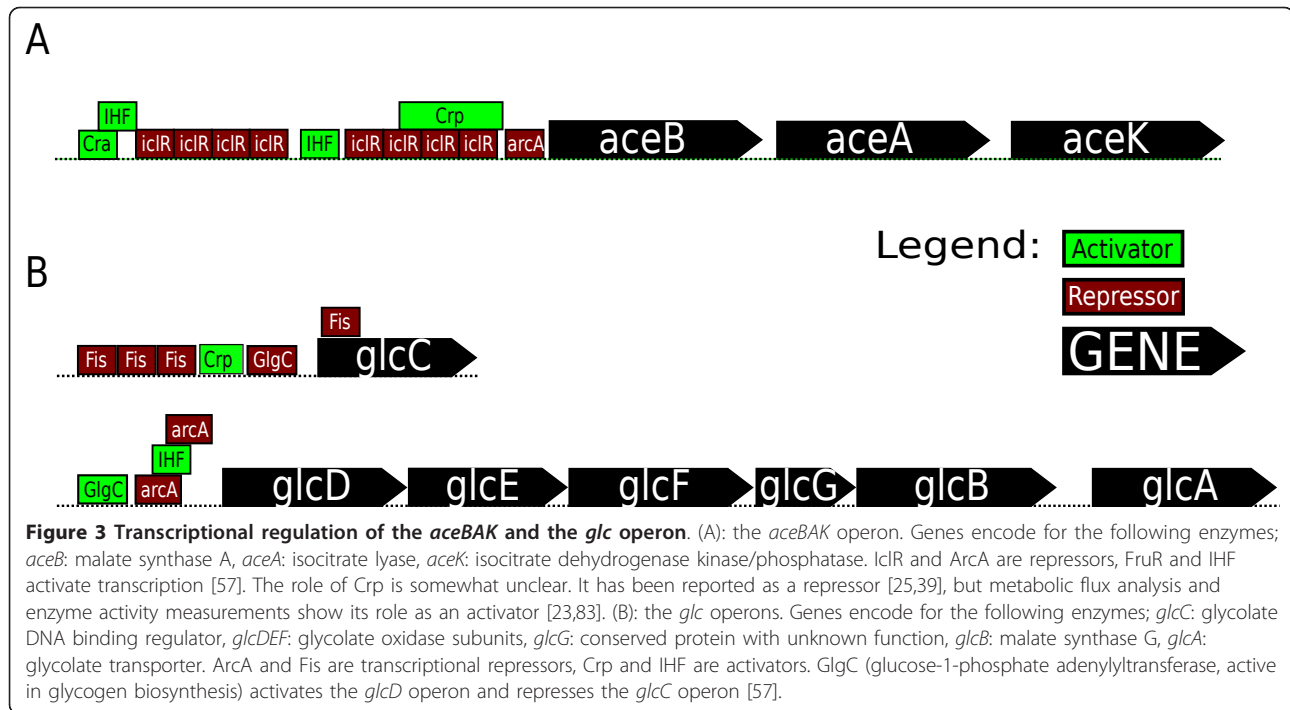 A
IHF Crp
Cra iclR iclR iclR iclR IHF iclR iclR iclR iclR arcA aceB aceA aceK
Legend:
Activator
Repressor
GENE
B
Fis
Fis Fis Fis Crp GlgC glcC
arcA
IHF
GlgC arcA glcD glcE glcF glcG glcB glcA
Figure 3 Transcriptional regulation of the aceBAK and the glc operon. (A): the aceBAK operon. Genes encode for the following enzymes;
aceB: malate synthase A, aceA: isocitrate lyase, aceK: isocitrate dehydrogenase kinase/phosphatase. IclR and ArcA are repressors, FruR and IHF
activate transcription [57]. The role of Crp is somewhat unclear. It has been reported as a repressor [25,39], but metabolic flux analysis and
enzyme activity measurements show its role as an activator [23,83]. (B): the glc operons. Genes encode for the following enzymes; glcC: glycolate
DNA binding regulator, glcDEF: glycolate oxidase subunits, glcG: conserved protein with unknown function, glcB: malate synthase G, glcA:
glycolate transporter. ArcA and Fis are transcriptional repressors, Crp and IHF are activators. GlgC (glucose-1-phosphate adenylyltransferase, active
in glycogen biosynthesis) activates the glcD operon and represses the glcC operon [57].